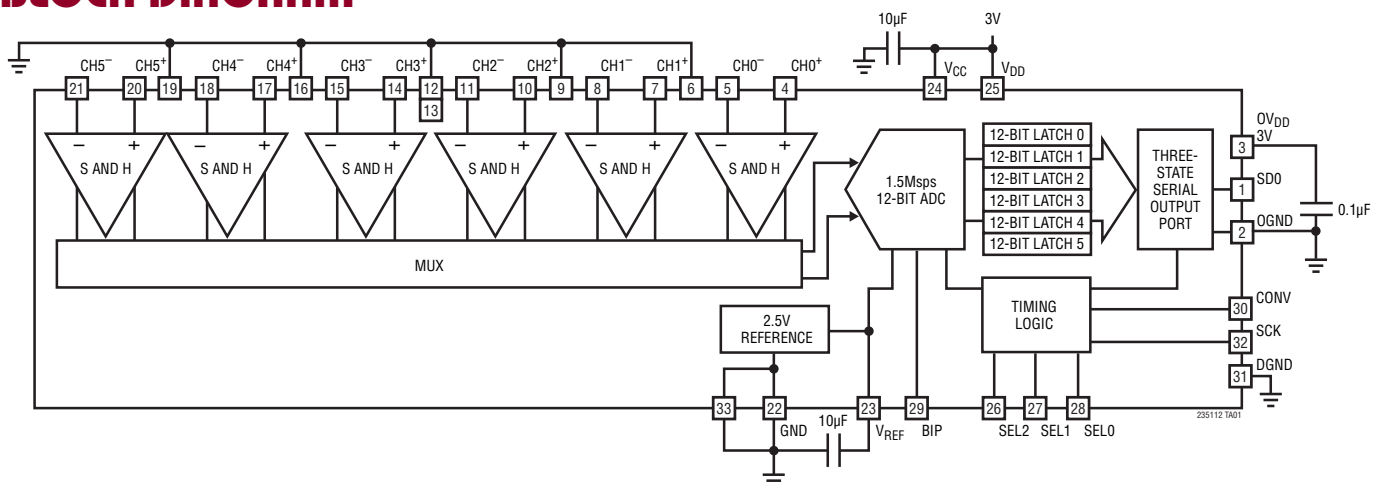 BLOCK DIAGRAM
10µF
3V
CH5⁻
CH5⁺
CH4⁻
CH4⁺
CH3⁻
CH3⁺
CH2⁻
CH2⁺
CH1⁻
CH1⁺
CH0⁻
CH0⁺
VCC
VDD
21
20
19
18
17
16
15
14
12
11
10
9
8
7
6
5
4
24
25
13
– +
– +
– +
– +
– +
– +
S AND H
S AND H
S AND H
S AND H
S AND H
S AND H
MUX
1.5Msps
12-BIT ADC
12-BIT LATCH 0
12-BIT LATCH 1
12-BIT LATCH 2
12-BIT LATCH 3
12-BIT LATCH 4
12-BIT LATCH 5
THREE-
STATE
SERIAL
OUTPUT
PORT
OVDD
3V
3
SD0
1
0.1µF
OGND
2
2.5V
REFERENCE
TIMING
LOGIC
CONV
30
SCK
32
DGND
31
33
22
23
29
26
27
28
GND
10µF
VREF
BIP
SEL2
SEL1
SEL0
235112 TA01